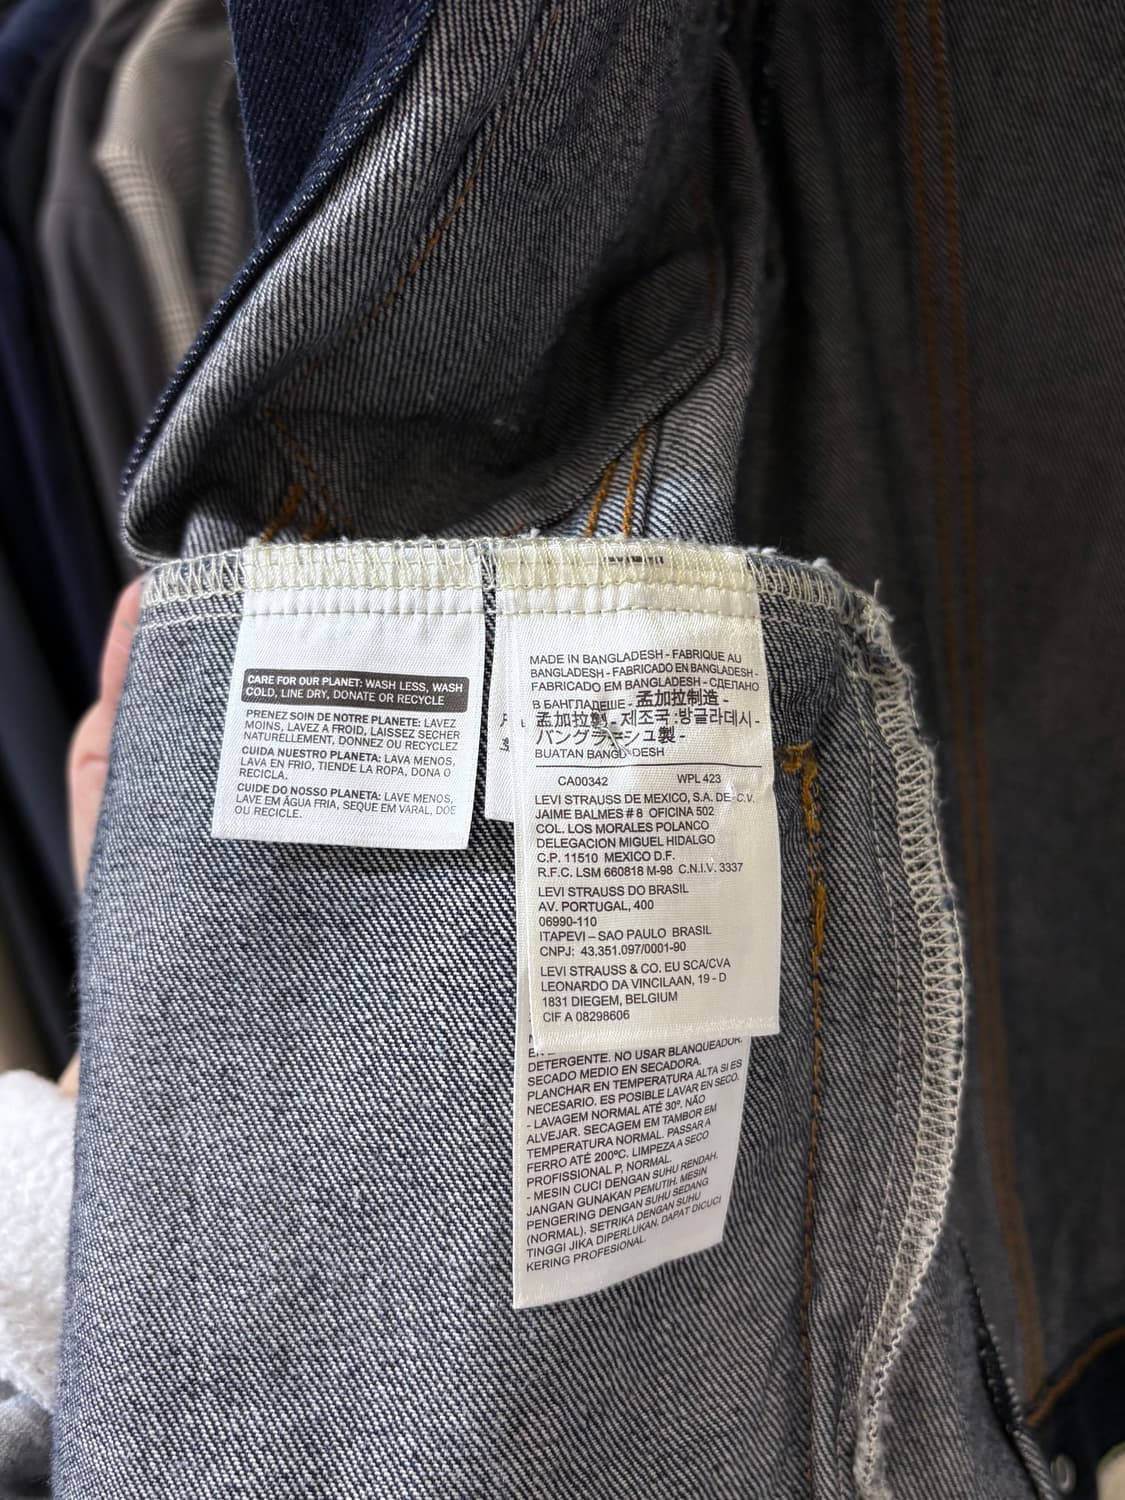 CARE FOR OUR PLANET: WASH LESS, WASH
COLD, LINE DRY, DONATE OR RECYCLE
PRENEZ SOIN DE NOTRE PLANETE: LAVEZ
MOINS, LAVEZ A FROID, LAISSEZ SECHER
NATURELLEMENT, DONNEZ OU RECYCLEZ
CUIDA NUESTRO PLANETA: LAVA MENOS,
LAVA EN FRIO, TIENDE LA ROPA, DONA O
RECICLA.
CUIDE DO NOSSO PLANETA: LAVE MENOS,
LAVE EM ÁGUA FRIA, SEQUE EM VARAL, DOE
OU RECICLE.
MADE IN BANGLADESH - FABRIQUE AU
BANGLADESH - FABRICADO EN BANGLADESH -
FABRICADO EM BANGLADESH - СДЕЛАНО
В БАНГЛАДЕШЕ - 孟加拉制造 -
孟加拉製 - 제조국 :방글라데시 -
バングラデシュ製 -
BUATAN BANGLADESH
CA00342 WPL 423
LEVI STRAUSS DE MEXICO, S.A. DE C.V.
JAIME BALMES # 8 OFICINA 502
COL. LOS MORALES POLANCO
DELEGACION MIGUEL HIDALGO
C.P. 11510 MEXICO D.F.
R.F.C. LSM 660818 M-98 C.N.I.V. 3337
LEVI STRAUSS DO BRASIL
AV. PORTUGAL, 400
06990-110
ITAPEVI – SAO PAULO BRASIL
CNPJ: 43.351.097/0001-90
LEVI STRAUSS & CO. EU SCA/CVA
LEONARDO DA VINCILAAN, 19 - D
1831 DIEGEM, BELGIUM
CIF A 08298606
DETERGENTE. NO USAR BLANQUEADOR.
SECADO MEDIO EN SECADORA.
PLANCHAR EN TEMPERATURA ALTA SI ES
NECESARIO. ES POSIBLE LAVAR EN SECO.
- LAVAGEM NORMAL ATÉ 30º. NÃO
ALVEJAR. SECAGEM EM TAMBOR EM
TEMPERATURA NORMAL. PASSAR A
FERRO ATÉ 200ºC. LIMPEZA A SECO
PROFISSIONAL P, NORMAL.
- MESIN CUCI DENGAN SUHU RENDAH.
JANGAN GUNAKAN PEMUTIH. MESIN
PENGERING DENGAN SUHU SEDANG
(NORMAL). SETRIKA DENGAN SUHU
TINGGI JIKA DIPERLUKAN. DAPAT DICUCI
KERING PROFESIONAL.